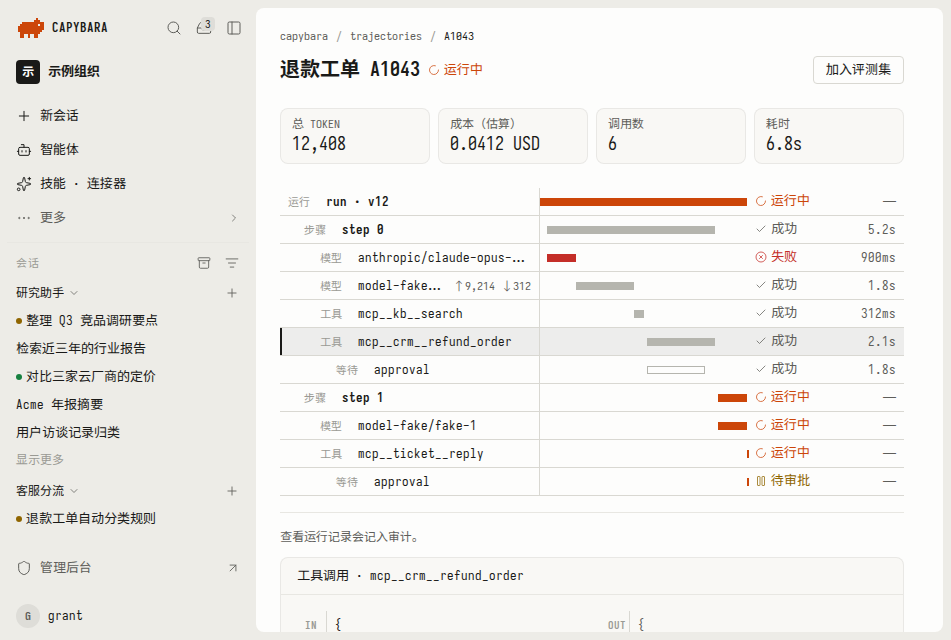 CAPYBARA
3
示 示例组织
新会话
智能体
技能 · 连接器
更多
会话
研究助手
整理 Q3 竞品调研要点
检索近三年的行业报告
对比三家云厂商的定价
Acme 年报摘要
用户访谈记录归类
显示更多
客服分流
退款工单自动分类规则
管理后台
G grant
capybara / trajectories / A1043
退款工单 A1043 运行中
加入评测集
总 TOKEN
12,408
成本（估算）
0.0412 USD
调用数
6
耗时
6.8s
运行 run · v12 运行中 —
步骤 step 0 成功 5.2s
模型 anthropic/claude-opus-... 失败 900ms
模型 model-fake... ↑9,214 ↓312 成功 1.8s
工具 mcp__kb__search 成功 312ms
工具 mcp__crm__refund_order 成功 2.1s
等待 approval 成功 1.8s
步骤 step 1 运行中 —
模型 model-fake/fake-1 运行中 —
工具 mcp__ticket__reply 运行中 —
等待 approval 待审批 —
查看运行记录会记入审计。
工具调用 · mcp__crm__refund_order
IN {
OUT {